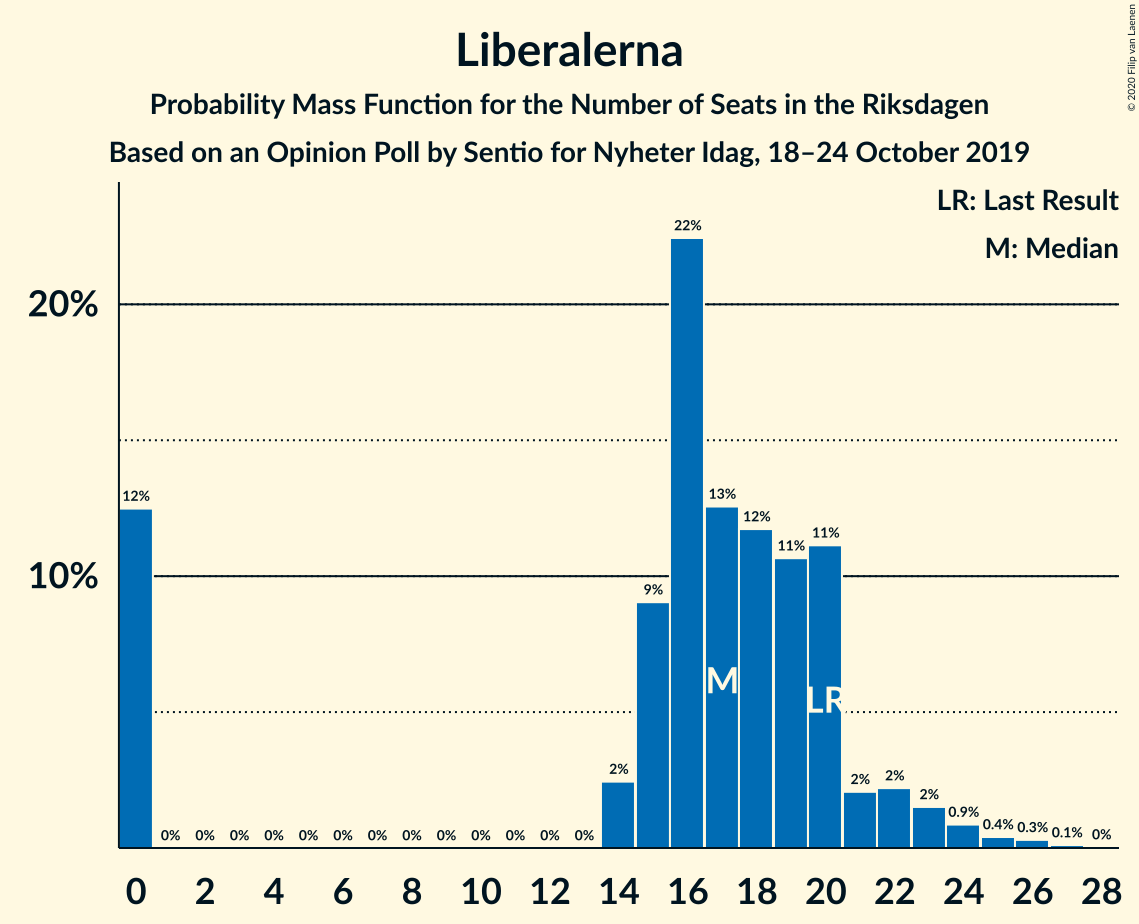 © 2020 Filip van Laenen
Liberalerna
Probability Mass Function for the Number of Seats in the Riksdagen
Based on an Opinion Poll by Sentio for Nyheter Idag, 18–24 October 2019
LR: Last Result
M: Median
20%
10%
12% 0% 0% 0% 0% 0% 0% 0% 0% 0% 0% 0% 0% 0% 2% 9% 22% 13% 12% 11% 11% 2% 2% 2% 0.9% 0.4% 0.3% 0.1% 0%
M
LR
0 2 4 6 8 10 12 14 16 18 20 22 24 26 28